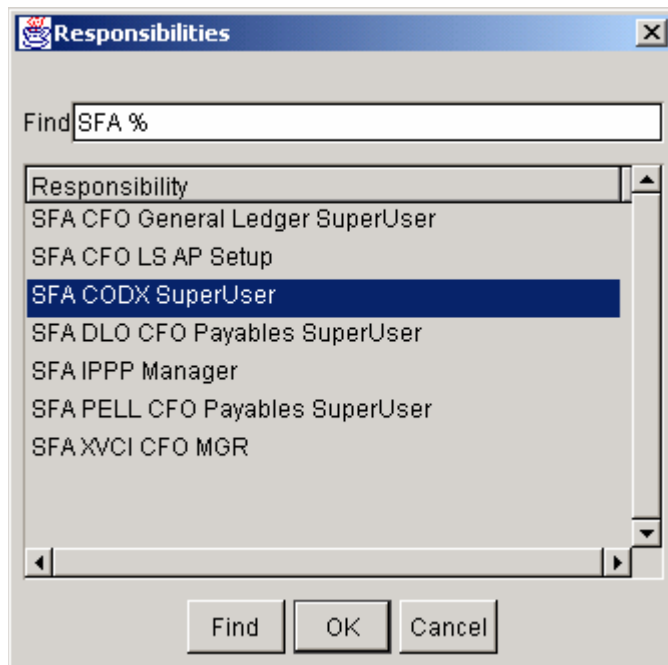 Responsibilities
Find SFA %
Responsibility
SFA CFO General Ledger SuperUser
SFA CFO LS AP Setup
SFA CODX SuperUser
SFA DLO CFO Payables SuperUser
SFA IPPP Manager
SFA PELL CFO Payables SuperUser
SFA XVCI CFO MGR
Find OK Cancel